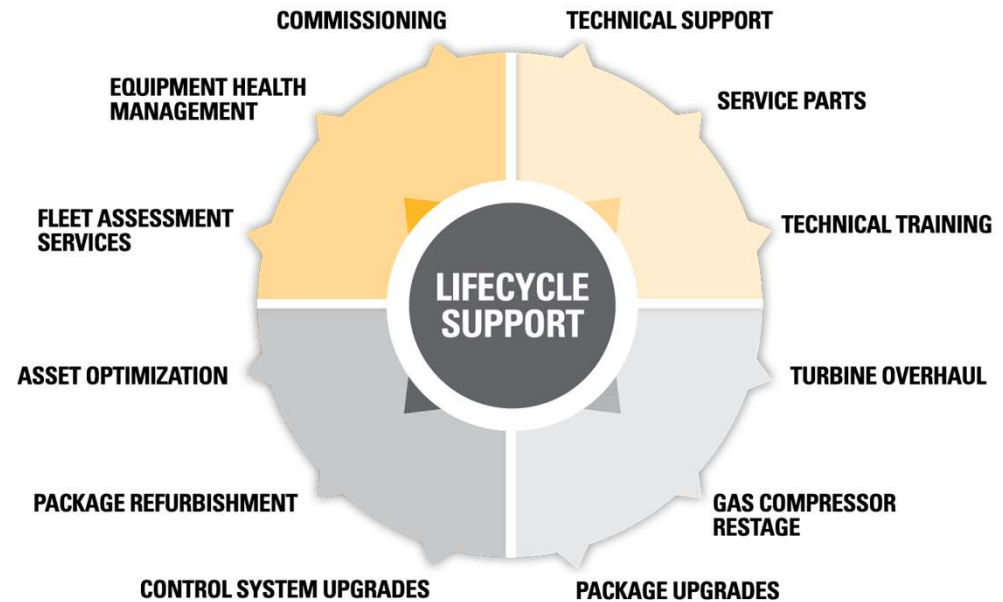 COMMISSIONING
TECHNICAL SUPPORT
EQUIPMENT HEALTH
MANAGEMENT
SERVICE PARTS
FLEET ASSESSMENT
SERVICES
TECHNICAL TRAINING
LIFECYCLE
SUPPORT
ASSET OPTIMIZATION
TURBINE OVERHAUL
PACKAGE REFURBISHMENT
GAS COMPRESSOR
RESTAGE
CONTROL SYSTEM UPGRADES
PACKAGE UPGRADES